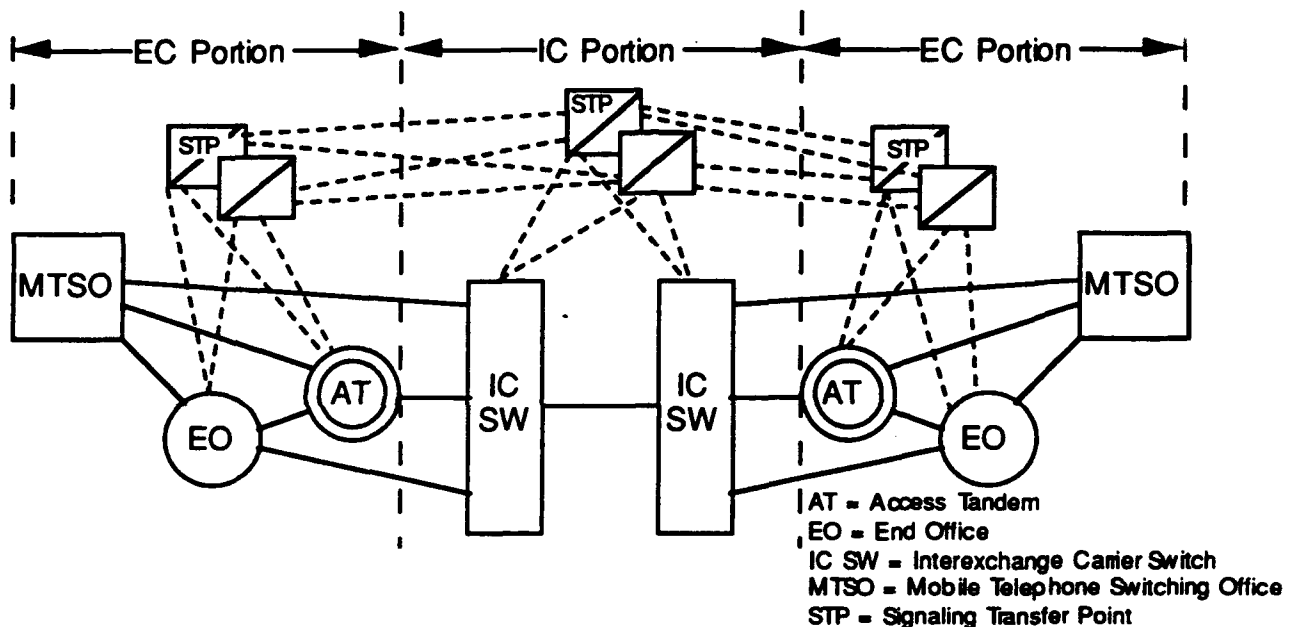 EC Portion
IC Portion
EC Portion
STP
STP
STP
MTSO
MTSO
AT
IC
SW
IC
SW
AT
EO
EO
AT = Access Tandem
EO = End Office
IC SW = Interexchange Carrier Switch
MTSO = Mobile Telephone Switching Office
STP = Signaling Transfer Point